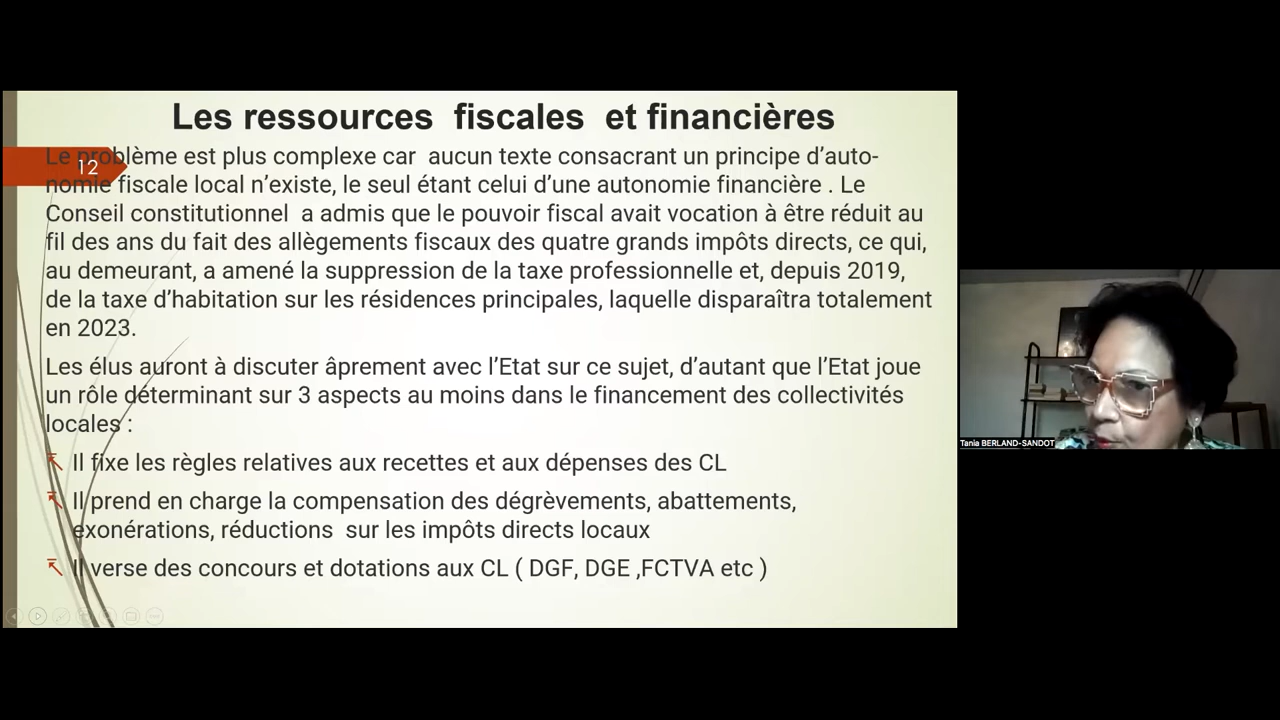 Les ressources fiscales et financières
12
Le problème est plus complexe car aucun texte consacrant un principe d’auto-
nomie fiscale local n’existe, le seul étant celui d’une autonomie financière . Le
Conseil constitutionnel a admis que le pouvoir fiscal avait vocation à être réduit au
fil des ans du fait des allègements fiscaux des quatre grands impôts directs, ce qui,
au demeurant, a amené la suppression de la taxe professionnelle et, depuis 2019,
de la taxe d’habitation sur les résidences principales, laquelle disparaîtra totalement
en 2023.
Les élus auront à discuter âprement avec l’Etat sur ce sujet, d’autant que l’Etat joue
un rôle déterminant sur 3 aspects au moins dans le financement des collectivités
locales :
Il fixe les règles relatives aux recettes et aux dépenses des CL
Il prend en charge la compensation des dégrèvements, abattements,
exonérations, réductions sur les impôts directs locaux
Il verse des concours et dotations aux CL ( DGF, DGE ,FCTVA etc )
Tania BERLAND-SANDOT